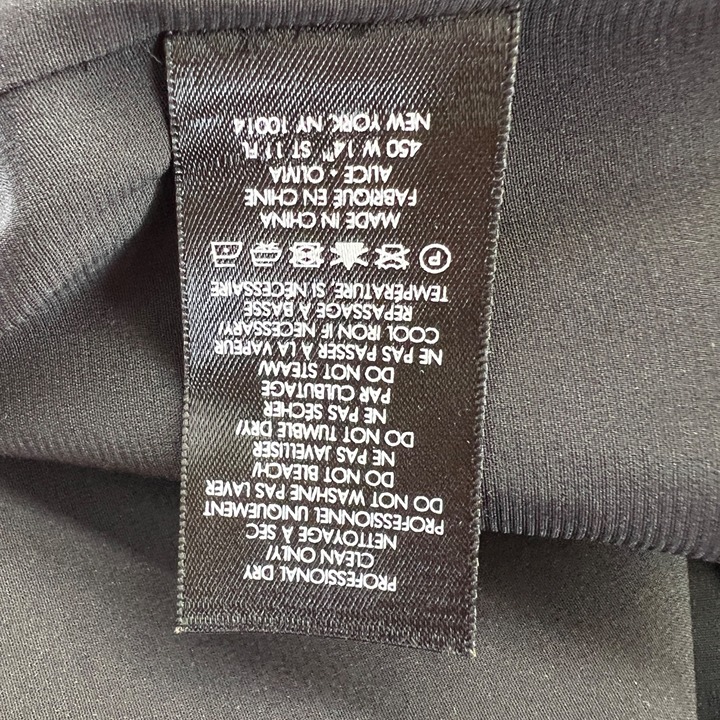 PROFESSIONAL DRY
CLEAN ONLY/
NETTOYAGE À SEC
PROFESSIONNEL UNIQUEMENT
DO NOT WASH/NE PAS LAVER
DO NOT BLEACH/
NE PAS JAVELLISER
DO NOT TUMBLE DRY/
NE PAS SÉCHER
PAR CULBUTAGE
DO NOT STEAM/
NE PAS PASSER À LA VAPEUR
COOL IRON IF NECESSARY/
REPASSAGE À BASSE
TEMPÉRATURE, SI NÉCESSAIRE
P
MADE IN CHINA
FABRIQUE EN CHINE
ALICE + OLIVIA
450 W 14TH ST 11 FL
NEW YORK, NY 10014